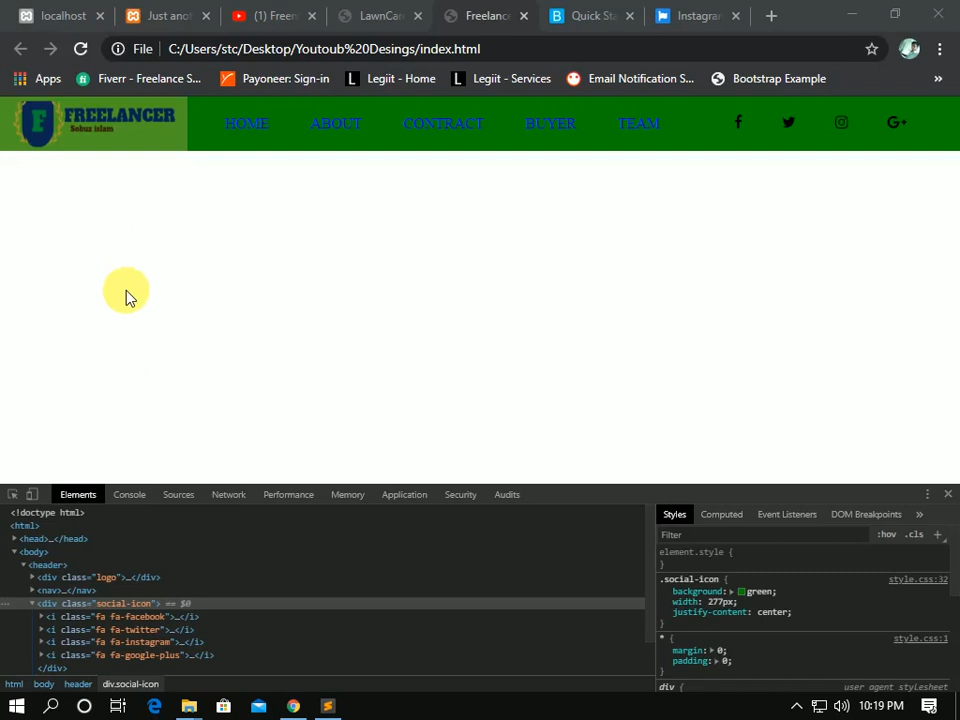 localhost
Just anot
(1) Freen
LawnCan
Freelance
Quick Sta
Instagran
File
C:/Users/stc/Desktop/Youtoub%20Desings/index.html
Apps
Fiverr - Freelance S...
Payoneer: Sign-in
Legiit - Home
Legiit - Services
Email Notification S...
Bootstrap Example
»
F FREELANCER
Sobuz islam
HOME
ABOUT
CONTRACT
BUYER
TEAM
Elements
Console
Sources
Network
Performance
Memory
Application
Security
Audits
<!doctype html>
<html>
<head>…</head>
<body>
<header>
<div class="logo">…</div>
<nav>…</nav>
<div class="social-icon"> == $0
<i class="fa fa-facebook">…</i>
<i class="fa fa-twitter">…</i>
<i class="fa fa-instagram">…</i>
<i class="fa fa-google-plus">…</i>
</div>
html body header div.social-icon
Styles
Computed
Event Listeners
DOM Breakpoints
»
Filter
:hov .cls +
element.style {
}
.social-icon { style.css:32
background: green;
width: 277px;
justify-content: center;
}
* { style.css:1
margin: 0;
padding: 0;
}
div { user agent stylesheet
10:19 PM